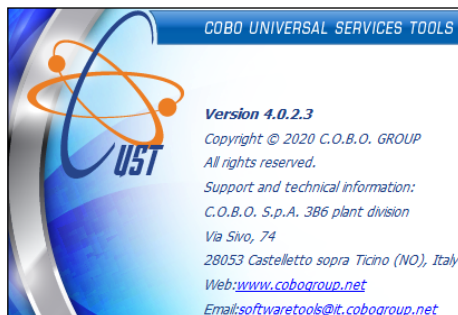 COBO UNIVERSAL SERVICES TOOLS
UST
Version 4.0.2.3
Copyright © 2020 C.O.B.O. GROUP
All rights reserved.
Support and technical information:
C.O.B.O. S.p.A. 3B6 plant division
Via Sivo, 74
28053 Castelletto sopra Ticino (NO), Italy
Web:www.cobogroup.net
Email:softwaretools@it.cobogroup.net